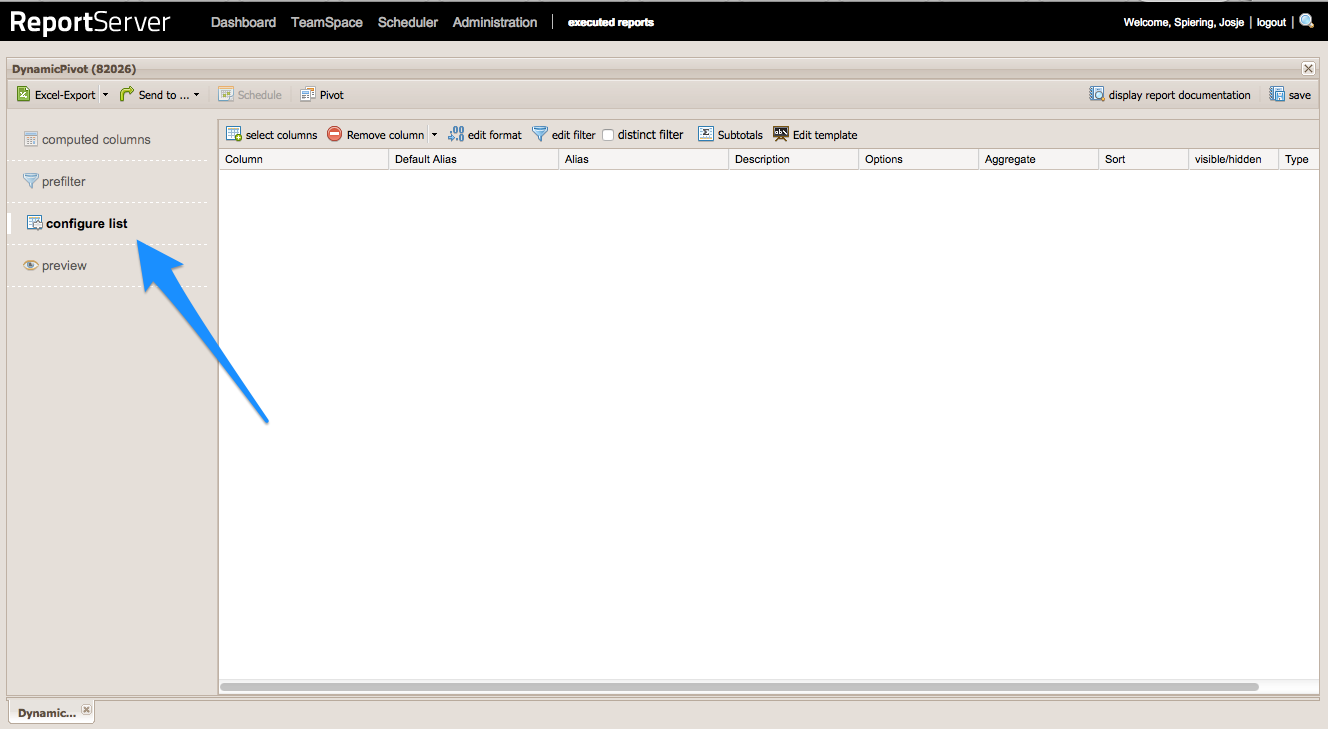 ReportServer Dashboard TeamSpace Scheduler Administration | executed reports Welcome, Spiering, Josje | logout |
DynamicPivot (82026)
Excel-Export Send to ... Schedule Pivot display report documentation save
computed columns
prefilter
configure list
preview
select columns Remove column edit format edit filter distinct filter Subtotals Edit template
Column Default Alias Alias Description Options Aggregate Sort visible/hidden Type
Dynamic...